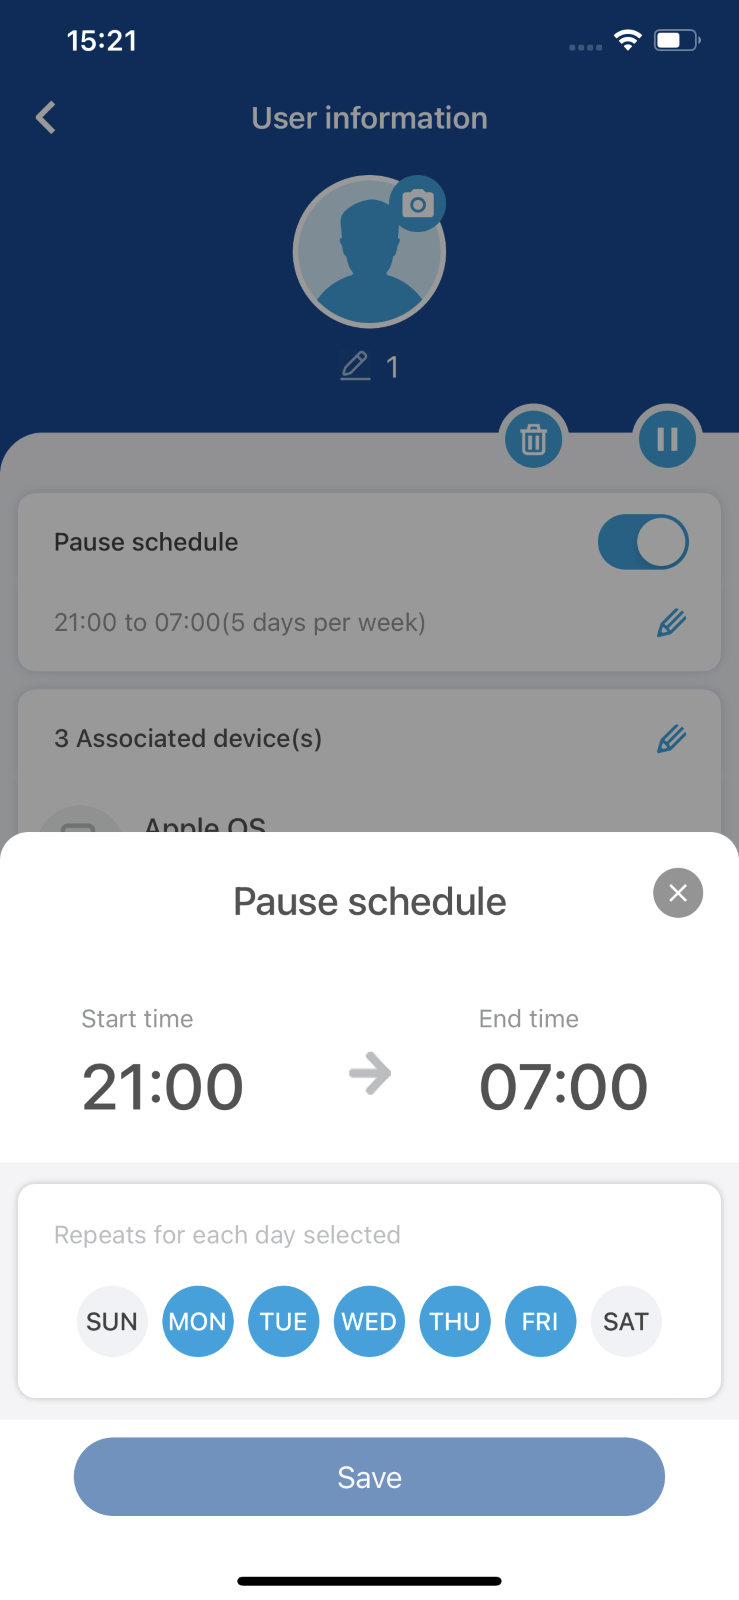 15:21
User information
1
Pause schedule
21:00 to 07:00(5 days per week)
3 Associated device(s)
Apple OS
Pause schedule
Start time
End time
21:00
07:00
Repeats for each day selected
SUN MON TUE WED THU FRI SAT
Save